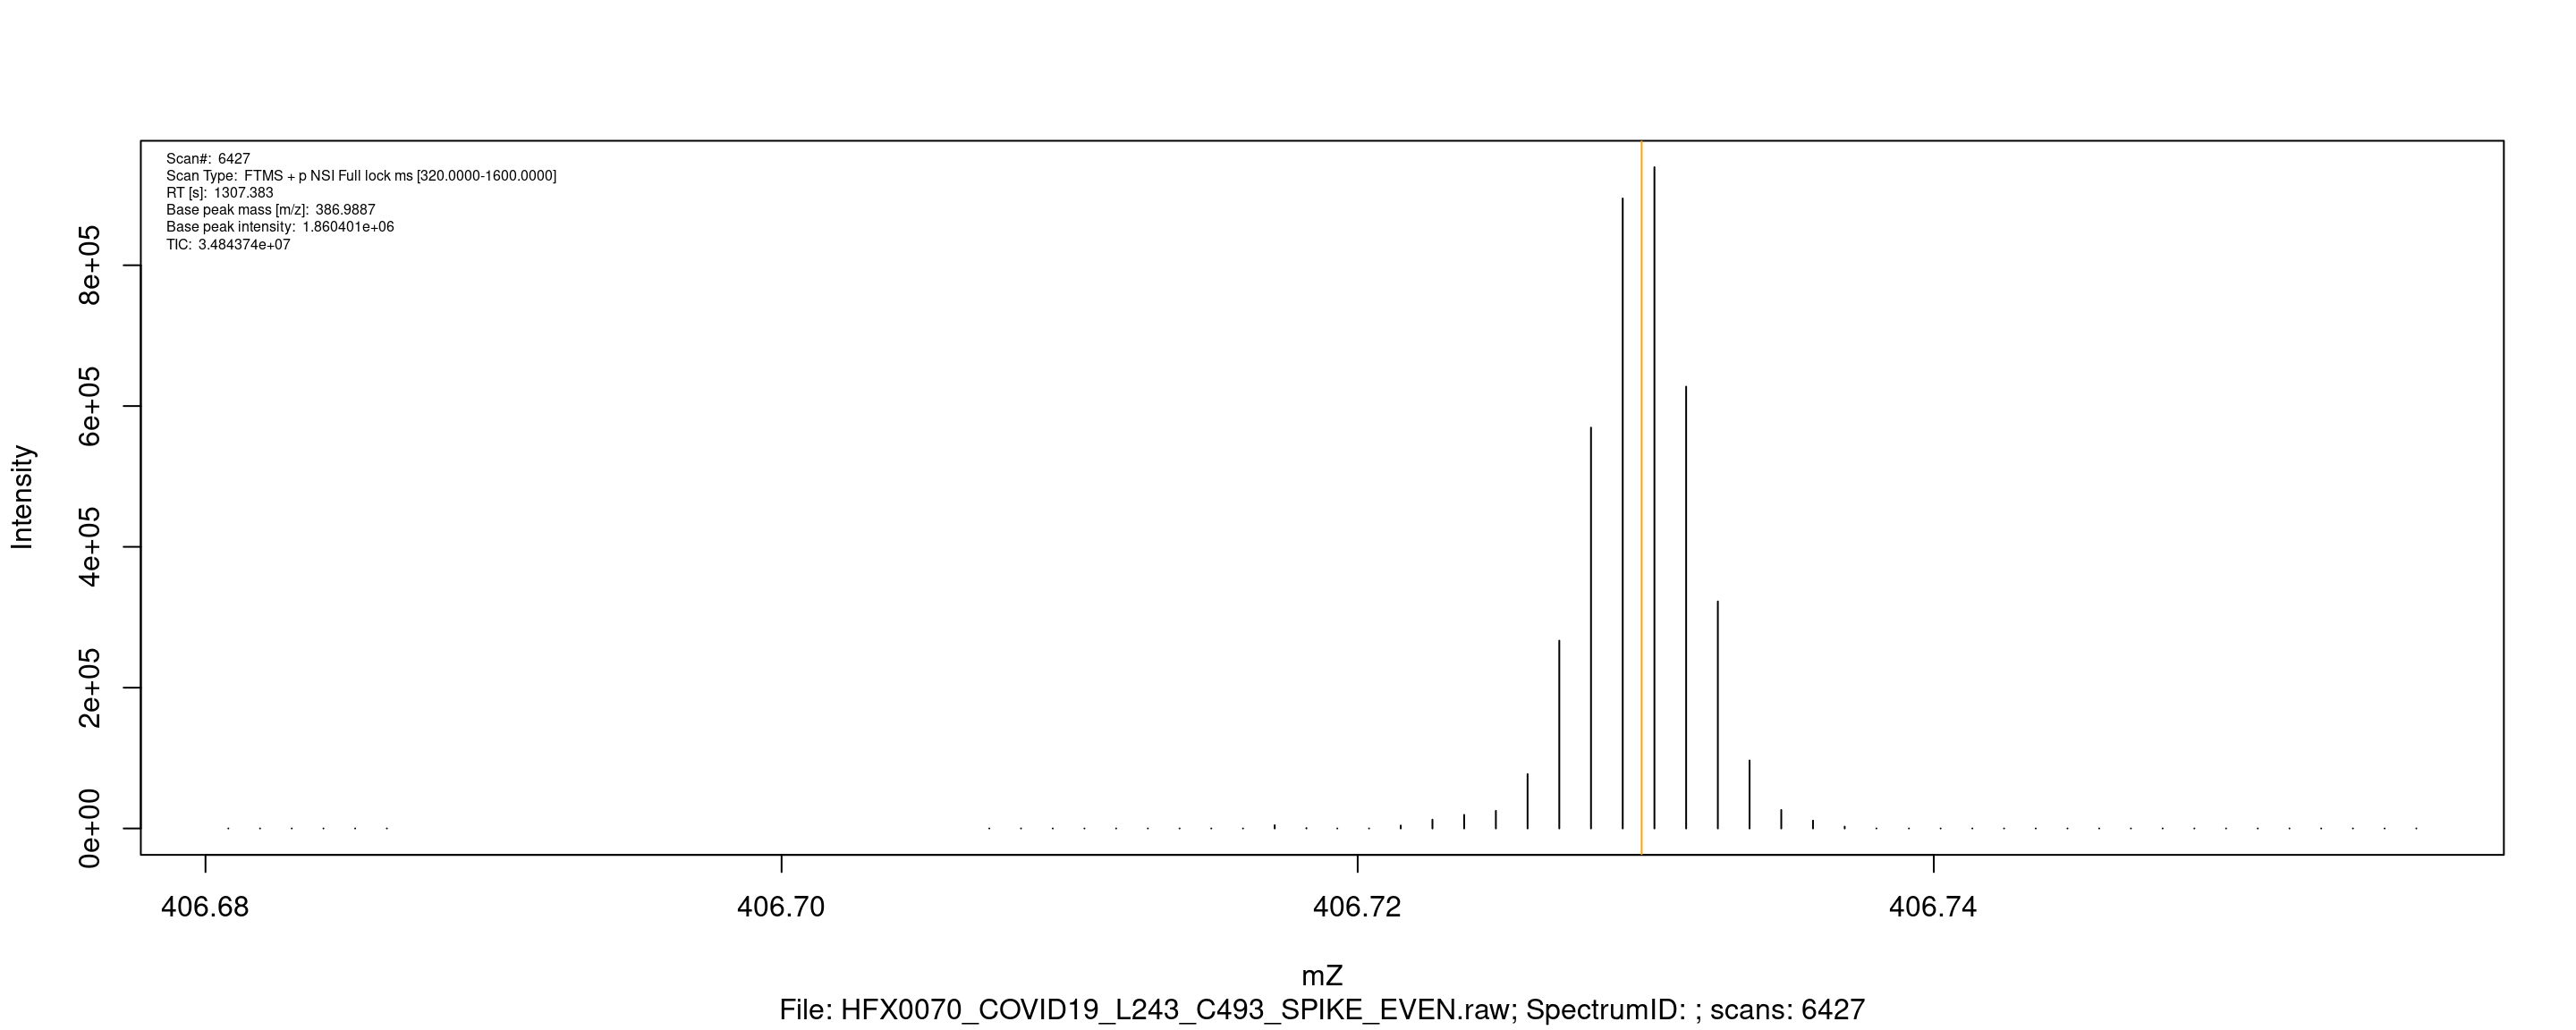 Scan#: 6427
Scan Type: FTMS + p NSI Full lock ms [320.0000-1600.0000]
RT [s]: 1307.383
Base peak mass [m/z]: 386.9887
Base peak intensity: 1.860401e+06
TIC: 3.484374e+07
8e+05
6e+05
4e+05
2e+05
0e+00
Intensity
406.68 406.70 406.72 406.74
mZ
File: HFX0070_COVID19_L243_C493_SPIKE_EVEN.raw; SpectrumID: ; scans: 6427